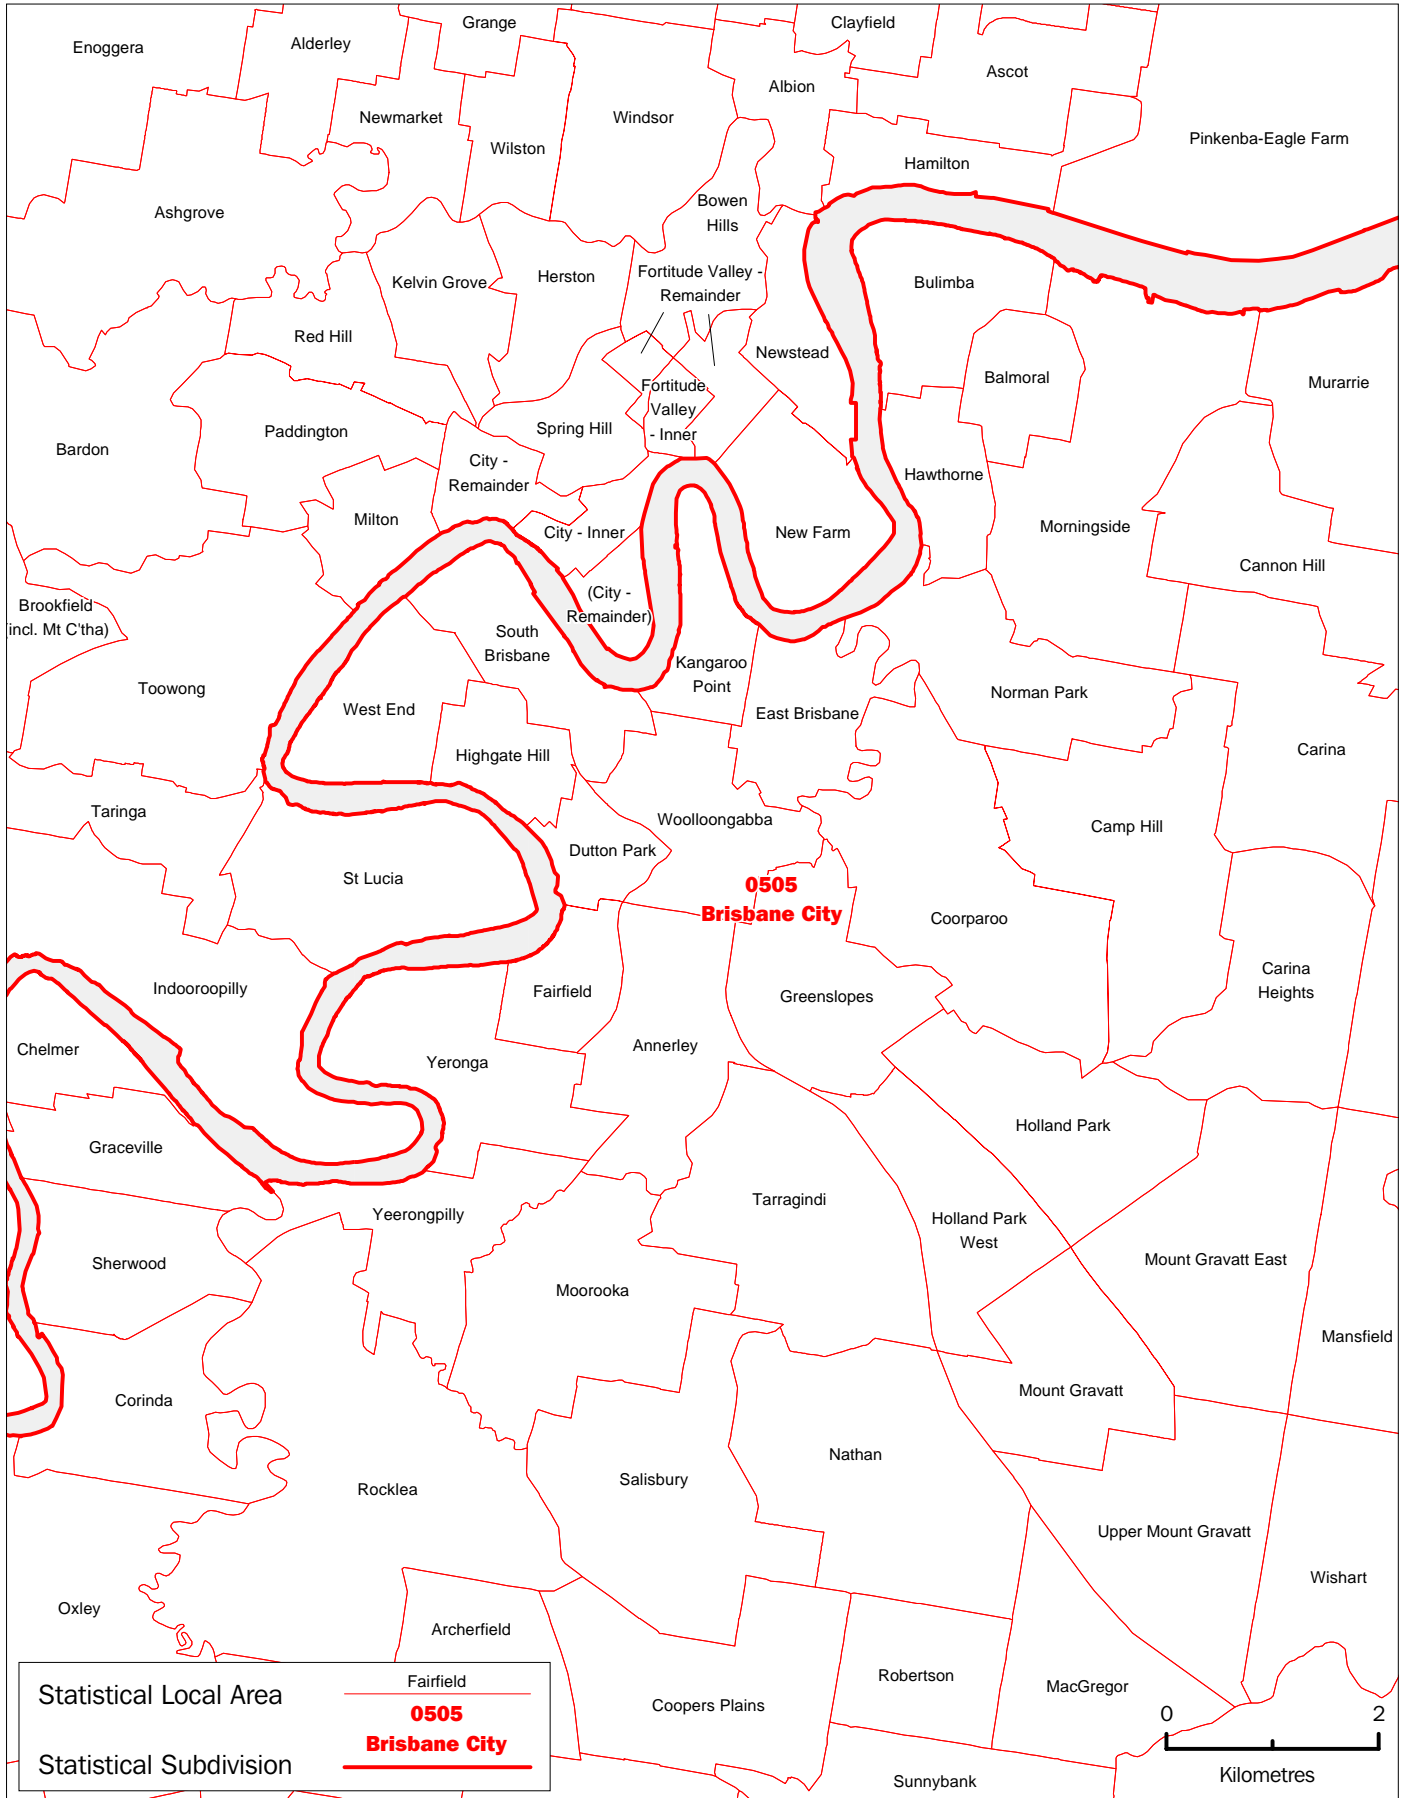 Grange
Clayfield
Enoggera
Alderley
Ascot
Albion
Newmarket
Windsor
Pinkenba-Eagle Farm
Wilston
Hamilton
Bowen
Hills
Ashgrove
Fortitude Valley -
Remainder
Kelvin Grove
Herston
Bulimba
Red Hill
Newstead
Balmoral
Murarrie
Fortitude
Valley
- Inner
Paddington
Spring Hill
Bardon
City -
Remainder
Hawthorne
Milton
City - Inner
New Farm
Morningside
Cannon Hill
Brookfield
(incl. Mt C'tha)
(City -
Remainder)
South
Brisbane
Kangaroo
Point
Toowong
West End
East Brisbane
Norman Park
Carina
Highgate Hill
Taringa
Woolloongabba
Camp Hill
Dutton Park
St Lucia
0505
Brisbane City
Coorparoo
Carina
Heights
Indooroopilly
Fairfield
Greenslopes
Chelmer
Yeronga
Annerley
Holland Park
Graceville
Tarragindi
Yeerongpilly
Holland Park
West
Sherwood
Mount Gravatt East
Moorooka
Mansfield
Corinda
Mount Gravatt
Nathan
Salisbury
Rocklea
Upper Mount Gravatt
Wishart
Oxley
Archerfield
Robertson
MacGregor
Coopers Plains
Sunnybank
Statistical Local Area
Fairfield
0505
Brisbane City
Statistical Subdivision
0 2
Kilometres